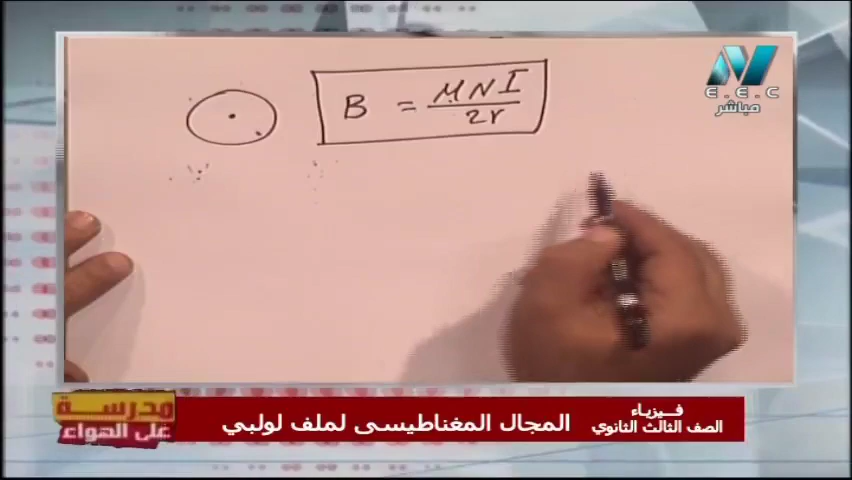 B = μNI / 2r
E.E.C
مباشر
مدرسة
على الهواء
فيزياء
الصف الثالث الثانوي
المجال المغناطيسى لملف لولبي